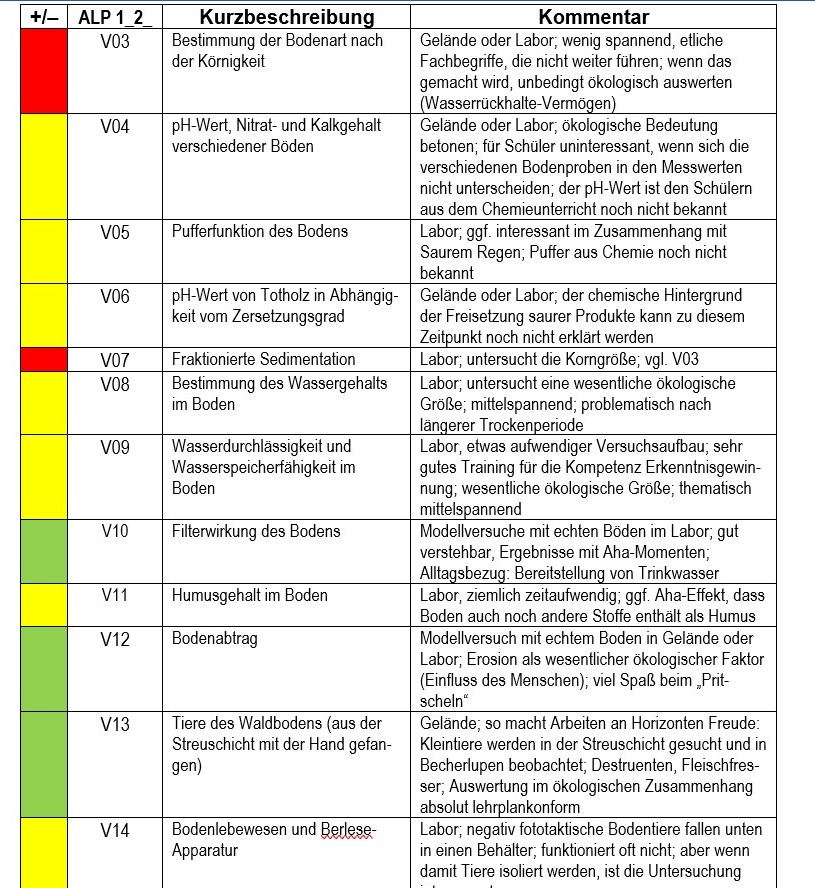 +/– ALP 1_2_ Kurzbeschreibung Kommentar
V03 Bestimmung der Bodenart nach Gelände oder Labor; wenig spannend, etliche
der Körnigkeit Fachbegriffe, die nicht weiter führen; wenn das
gemacht wird, unbedingt ökologisch auswerten
(Wasserrückhalte-Vermögen)
V04 pH-Wert, Nitrat- und Kalkgehalt Gelände oder Labor; ökologische Bedeutung
verschiedener Böden betonen; für Schüler uninteressant, wenn sich die
verschiedenen Bodenproben in den Messwerten
nicht unterscheiden; der pH-Wert ist den Schülern
aus dem Chemieunterricht noch nicht bekannt
V05 Pufferfunktion des Bodens Labor; ggf. interessant im Zusammenhang mit
Saurem Regen; Puffer aus Chemie noch nicht
bekannt
V06 pH-Wert von Totholz in Abhängig- Gelände oder Labor; der chemische Hintergrund
keit vom Zersetzungsgrad der Freisetzung saurer Produkte kann zu diesem
Zeitpunkt noch nicht erklärt werden
V07 Fraktionierte Sedimentation Labor; untersucht die Korngröße; vgl. V03
V08 Bestimmung des Wassergehalts Labor; untersucht eine wesentliche ökologische
im Boden Größe; mittelspannend; problematisch nach
längerer Trockenperiode
V09 Wasserdurchlässigkeit und Labor, etwas aufwendiger Versuchsaufbau; sehr
Wasserspeicherfähigkeit im gutes Training für die Kompetenz Erkenntnisgewin-
Boden nung; wesentliche ökologische Größe; thematisch
mittelspannend
V10 Filterwirkung des Bodens Modellversuche mit echten Böden im Labor; gut
verstehbar, Ergebnisse mit Aha-Momenten;
Alltagsbezug: Bereitstellung von Trinkwasser
V11 Humusgehalt im Boden Labor, ziemlich zeitaufwendig; ggf. Aha-Effekt, dass
Boden auch noch andere Stoffe enthält als Humus
V12 Bodenabtrag Modellversuch mit echtem Boden in Gelände oder
Labor; Erosion als wesentlicher ökologischer Faktor
(Einfluss des Menschen); viel Spaß beim „Prit-
scheln“
V13 Tiere des Waldbodens (aus der Gelände; so macht Arbeiten an Horizonten Freude:
Streuschicht mit der Hand gefan- Kleintiere werden in der Streuschicht gesucht und in
gen) Becherlupen beobachtet; Destruenten, Fleischfres-
ser; Auswertung im ökologischen Zusammenhang
absolut lehrplankonform
V14 Bodenlebewesen und Berlese- Labor; negativ fototaktische Bodentiere fallen unten
Apparatur in einen Behälter; funktioniert oft nicht; aber wenn
damit Tiere isoliert werden, ist die Untersuchung